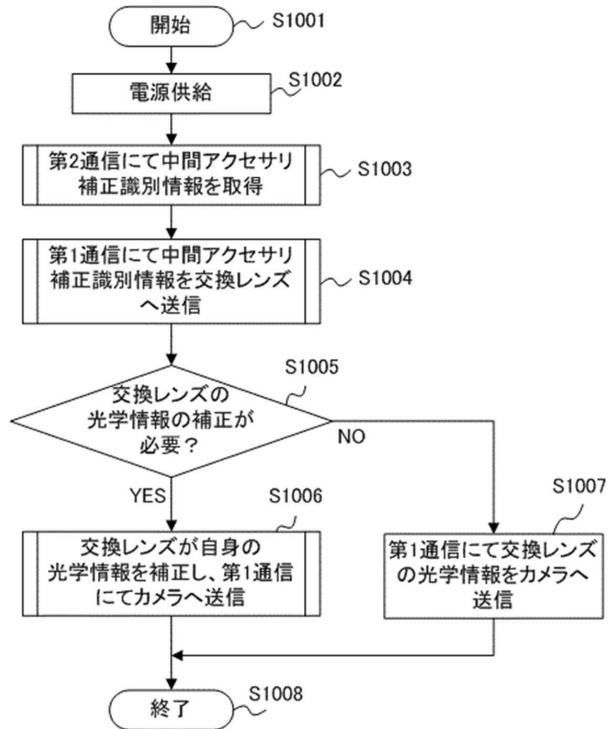 開始
S1001
電源供給
S1002
第2通信にて中間アクセサリ
補正識別情報を取得
S1003
第1通信にて中間アクセサリ
補正識別情報を交換レンズ
へ送信
S1004
交換レンズの
光学情報の補正が
必要？
S1005
NO
YES
S1006
交換レンズが自身の
光学情報を補正し、第1通信
にてカメラへ送信
S1007
第1通信にて交換レンズ
の光学情報をカメラへ
送信
終了
S1008